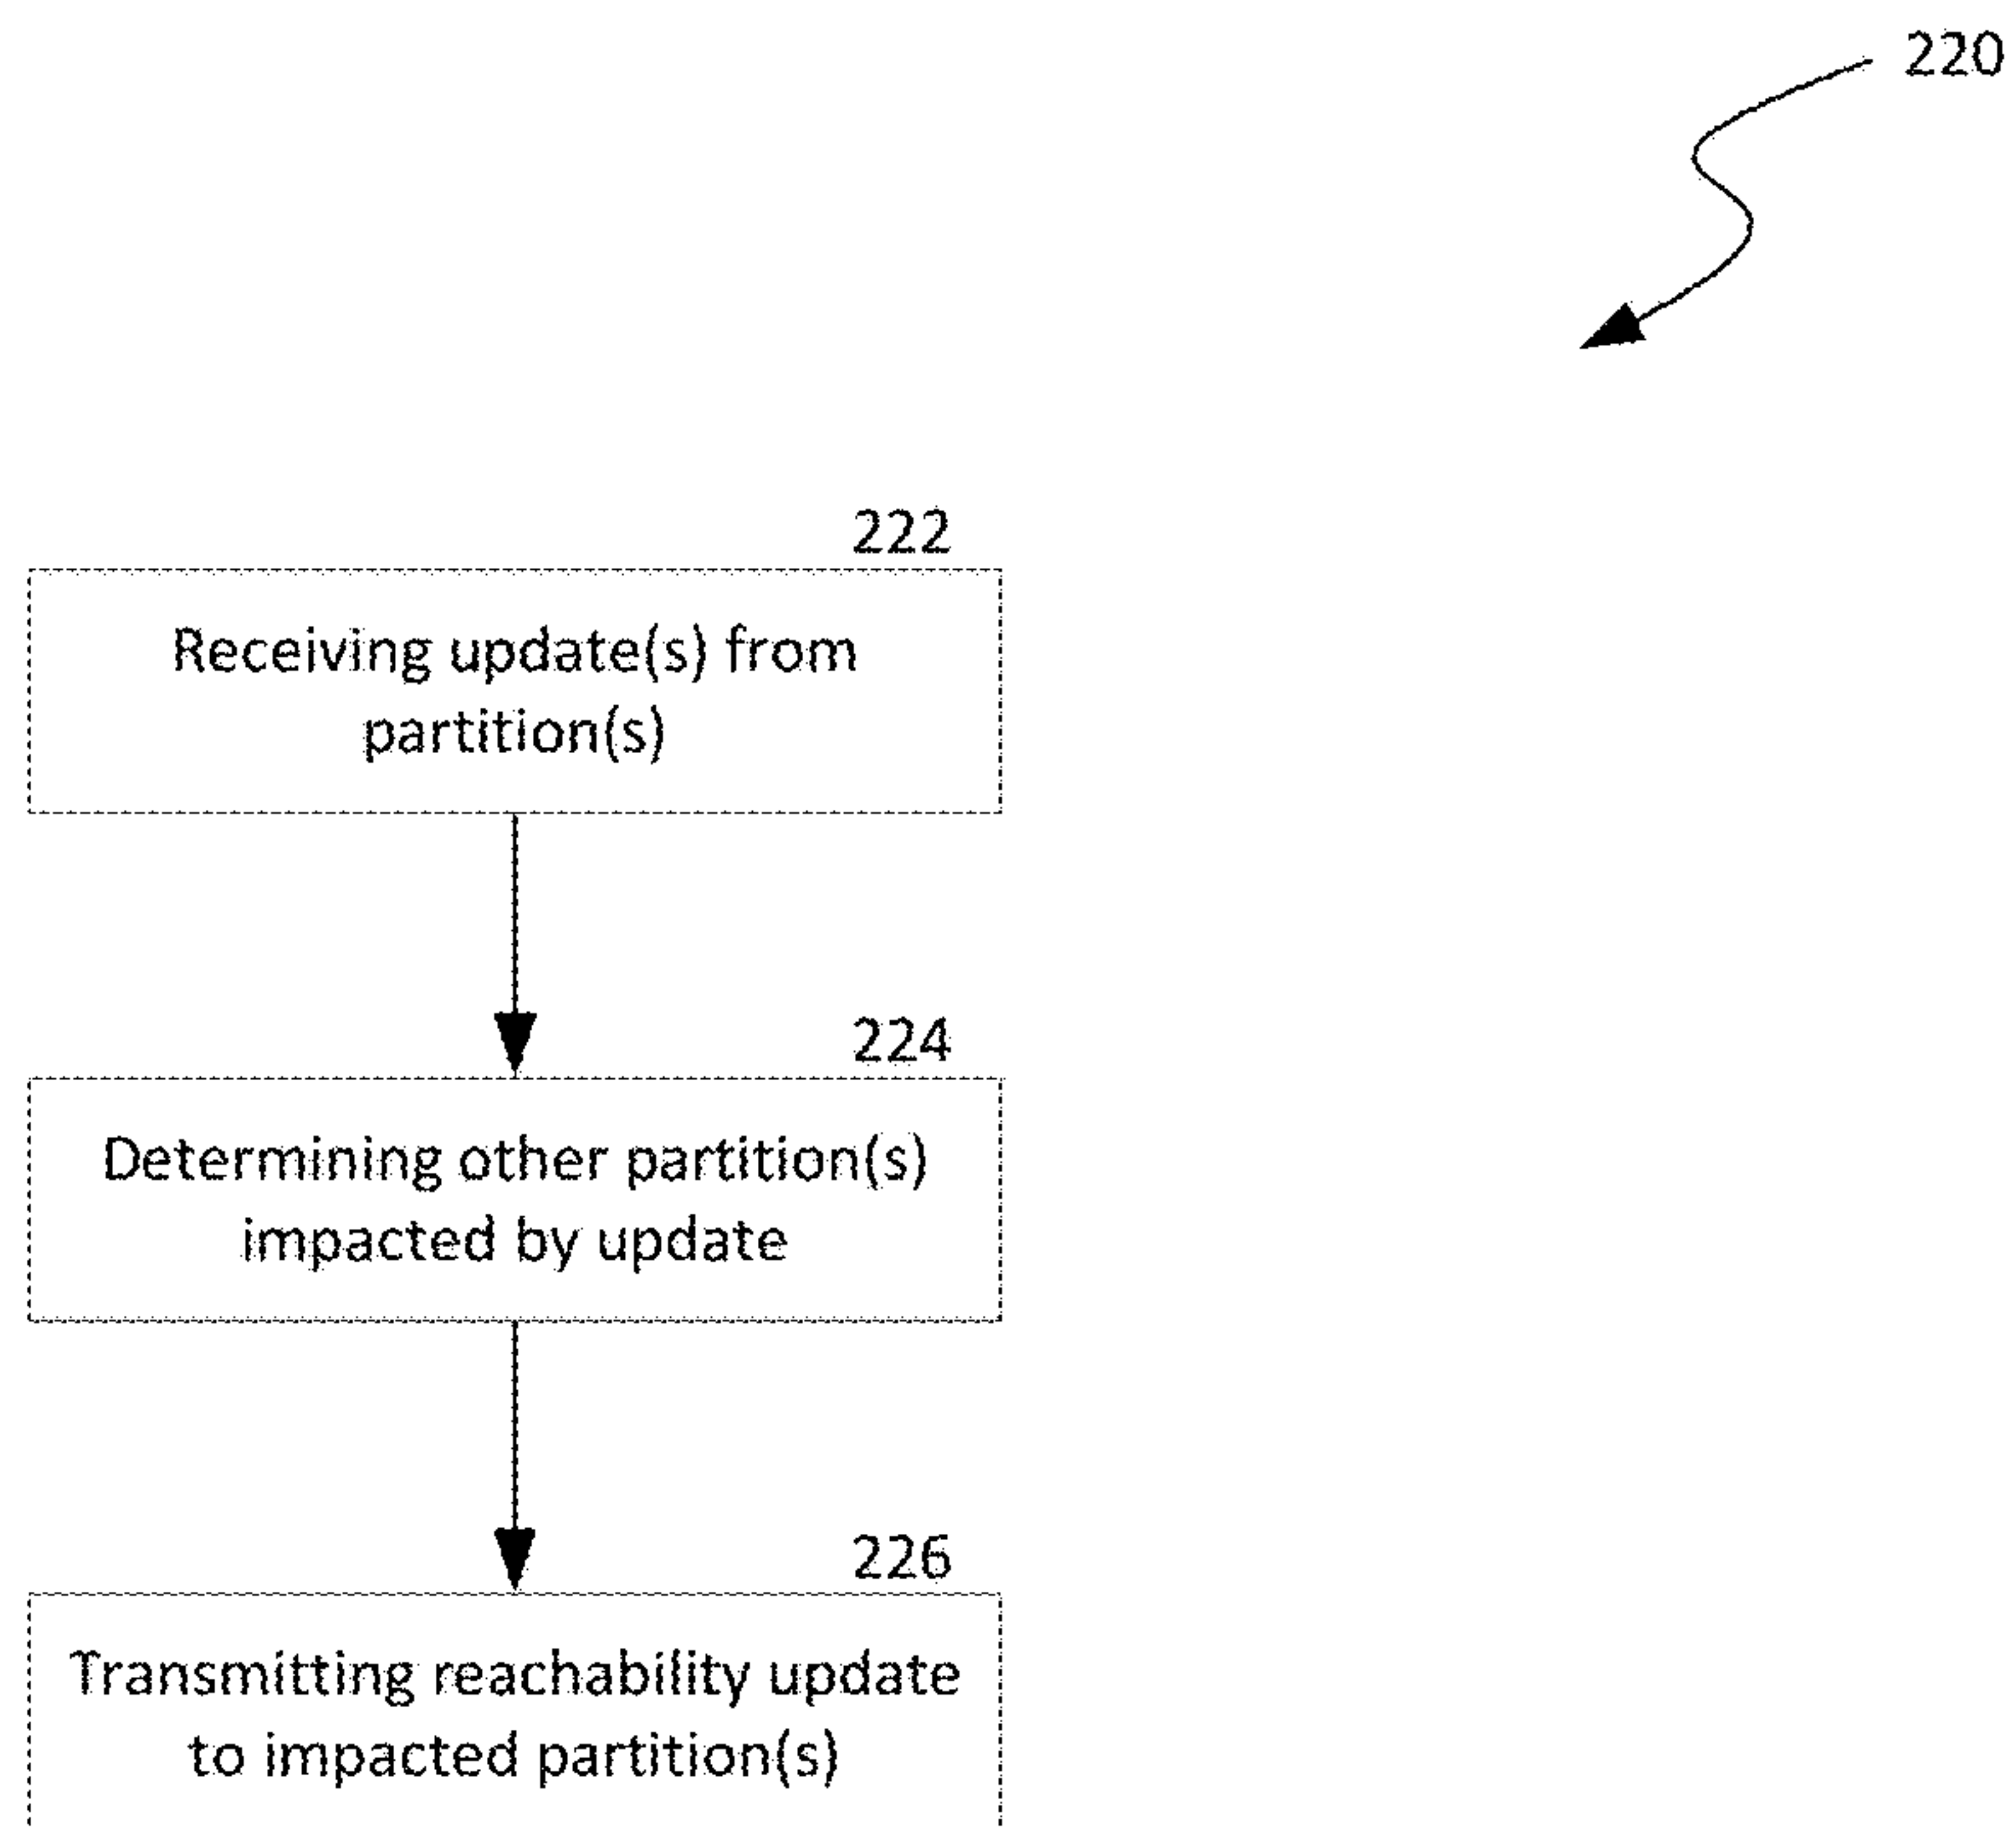 220
222
Receiving update(s) from
partition(s)
224
Determining other partition(s)
impacted by update
226
Transmitting reachability update
to impacted partition(s)